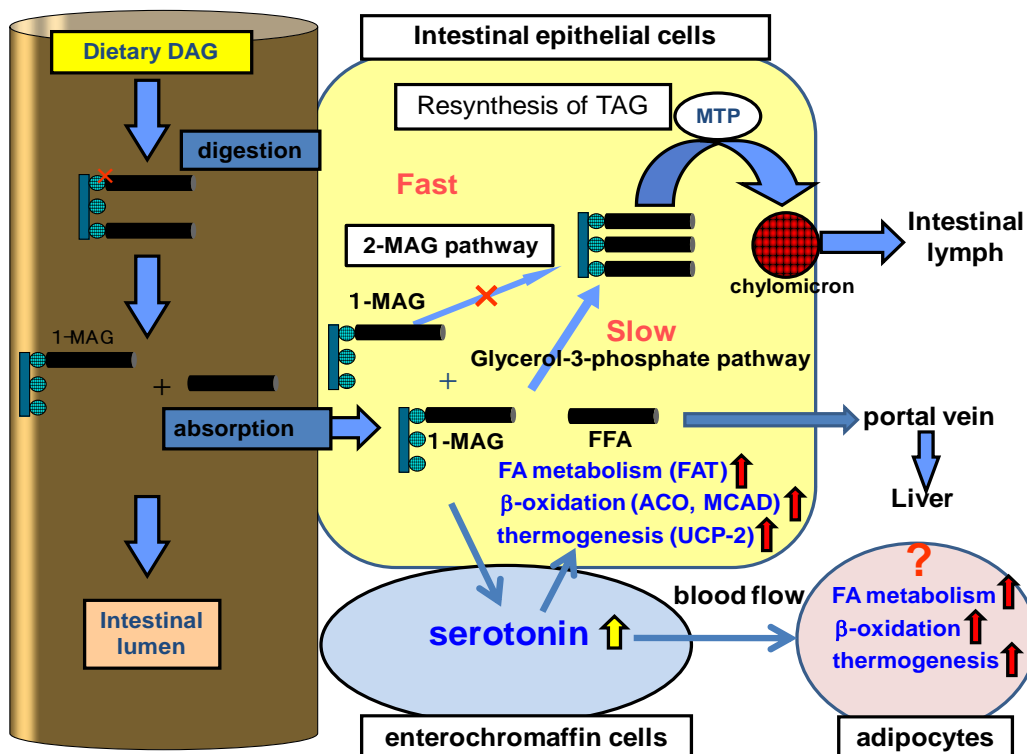 Dietary DAG
Intestinal epithelial cells
Resynthesis of TAG
MTP
digestion
Fast
2-MAG pathway
Intestinal
lymph
chylomicron
1-MAG
Slow
Glycerol-3-phosphate pathway
1-MAG
+
+
absorption
1-MAG
FFA
portal vein
Liver
FA metabolism (FAT)
β-oxidation (ACO, MCAD)
thermogenesis (UCP-2)
Intestinal
lumen
serotonin
blood flow
?
FA metabolism
β-oxidation
thermogenesis
enterochromaffin cells
adipocytes